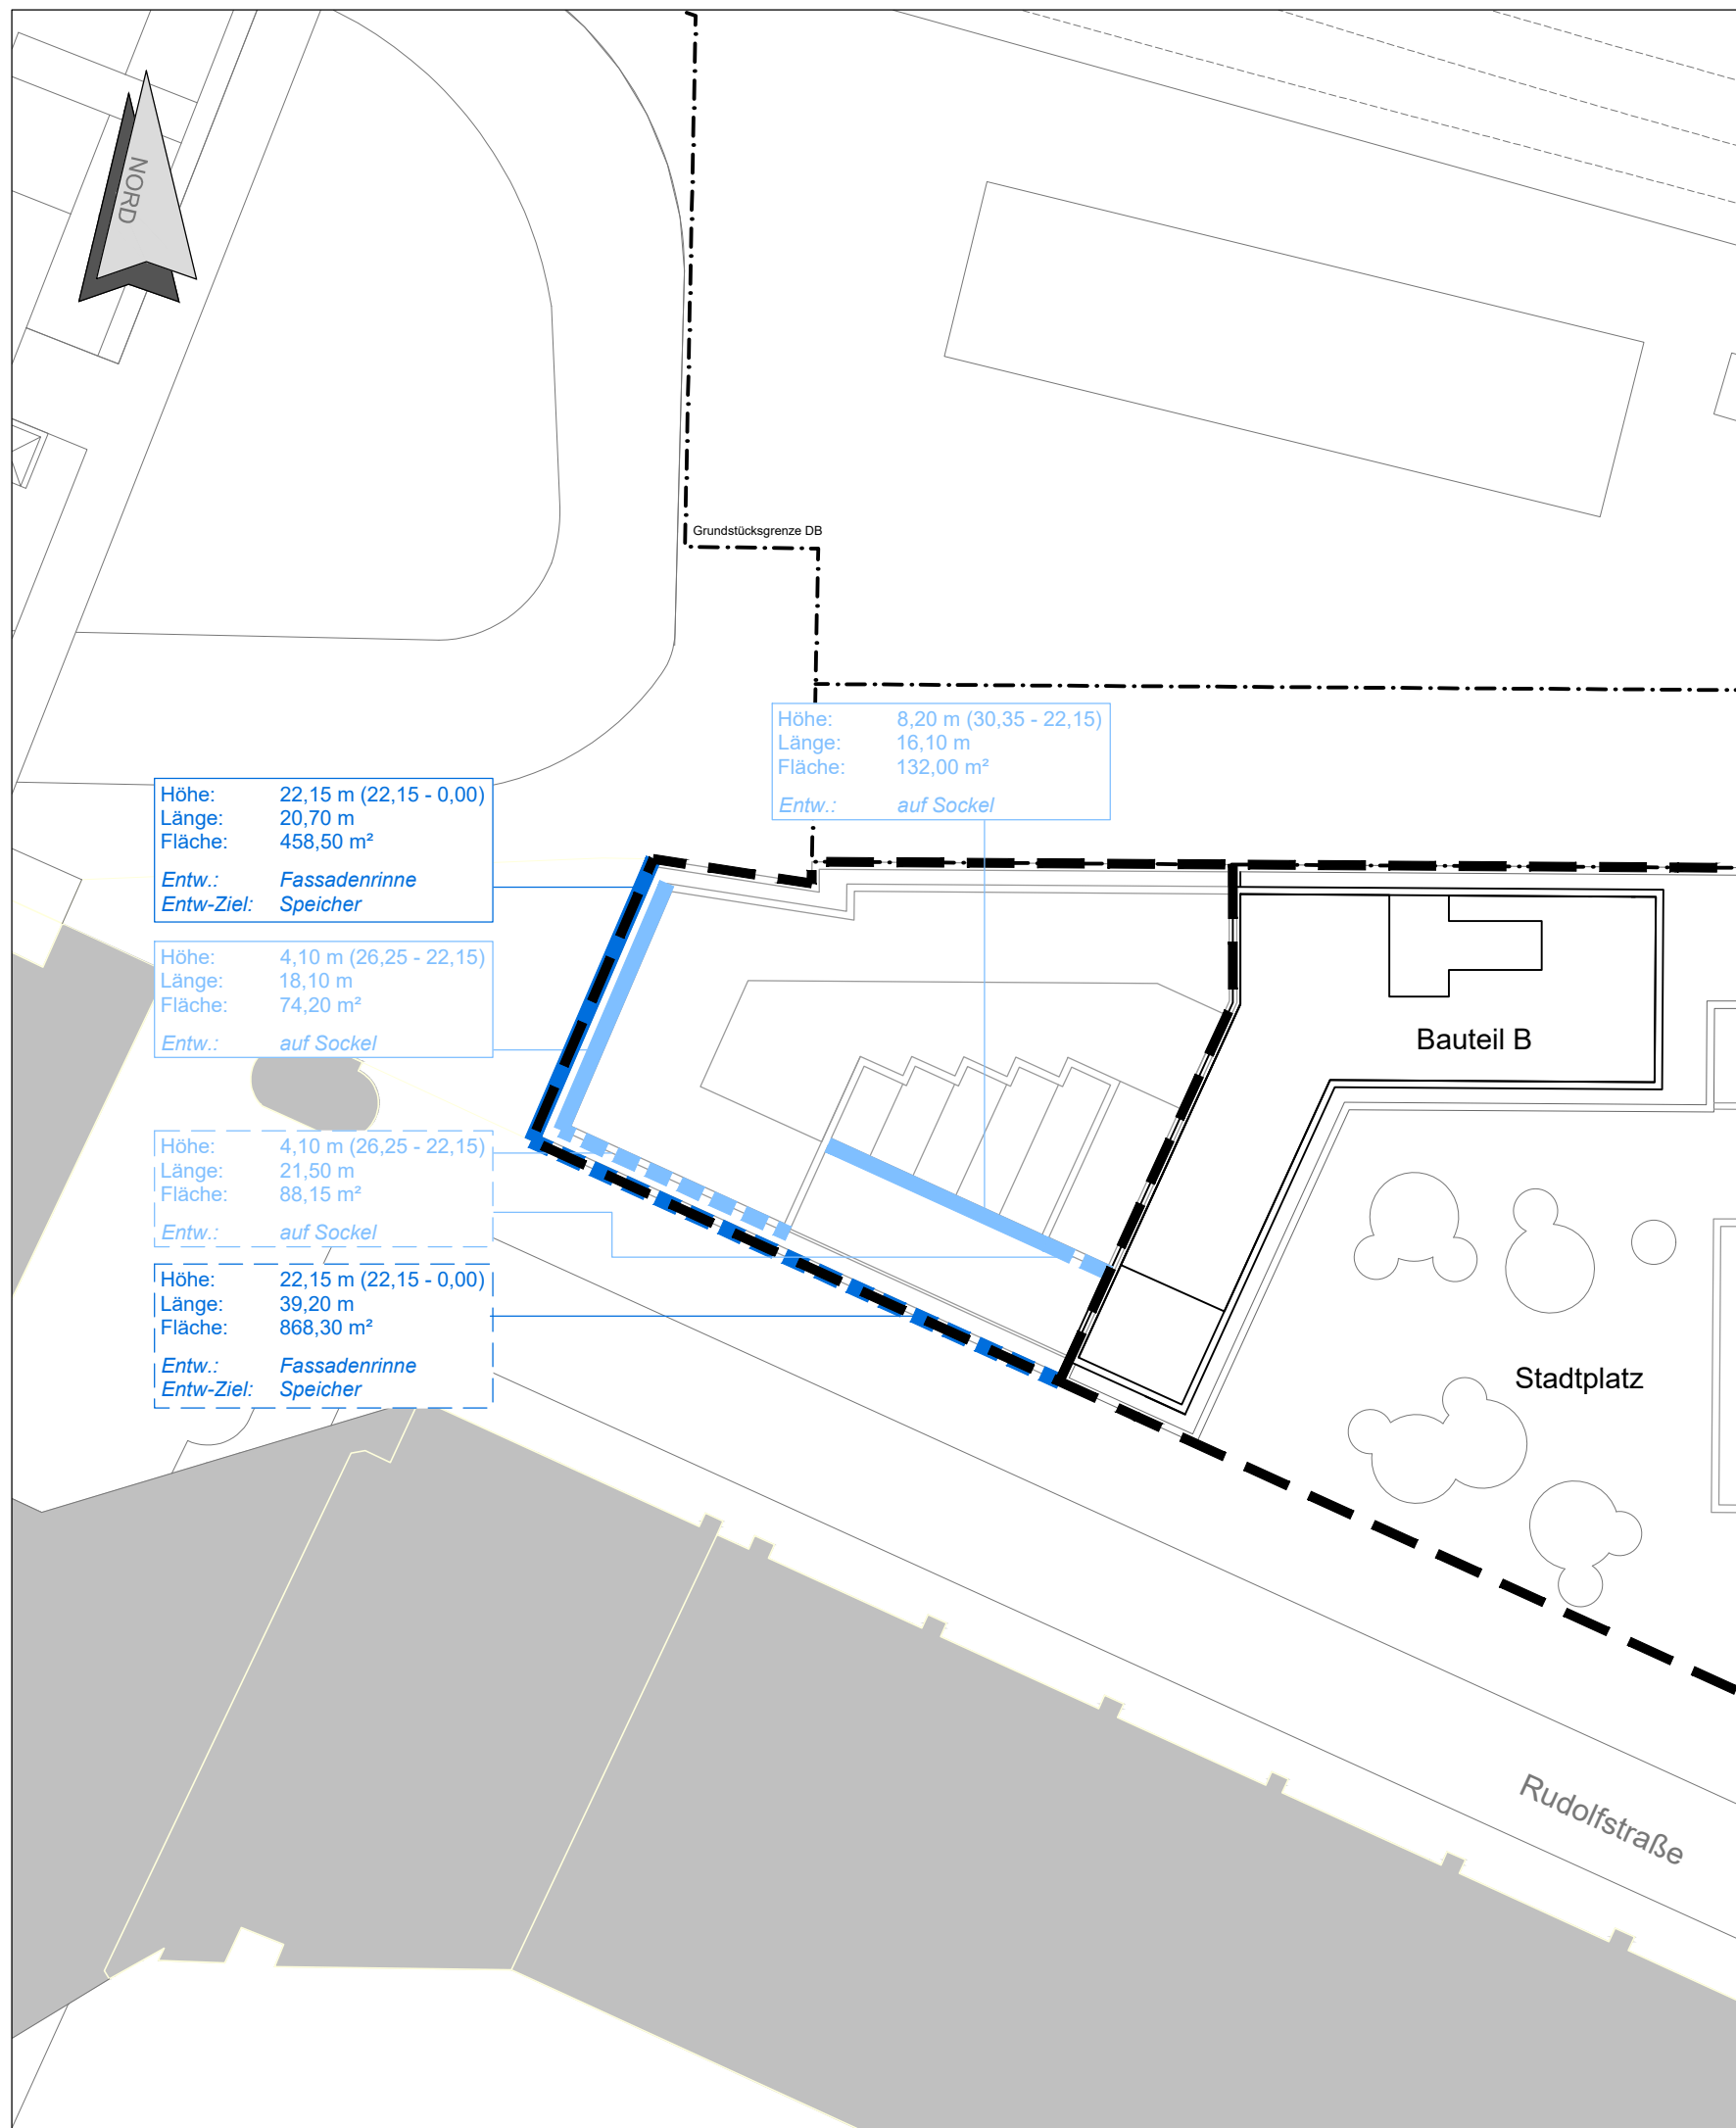 NORD
Grundstücksgrenze DB
Höhe: 8,20 m (30,35 - 22,15)
Länge: 16,10 m
Fläche: 132,00 m²
Entw.: auf Sockel
Höhe: 22,15 m (22,15 - 0,00)
Länge: 20,70 m
Fläche: 458,50 m²
Entw.: Fassadenrinne
Entw-Ziel: Speicher
Höhe: 4,10 m (26,25 - 22,15)
Länge: 18,10 m
Fläche: 74,20 m²
Entw.: auf Sockel
Bauteil B
Höhe: 4,10 m (26,25 - 22,15)
Länge: 21,50 m
Fläche: 88,15 m²
Entw.: auf Sockel
Höhe: 22,15 m (22,15 - 0,00)
Länge: 39,20 m
Fläche: 868,30 m²
Entw.: Fassadenrinne
Entw-Ziel: Speicher
Stadtplatz
Rudolfstraße